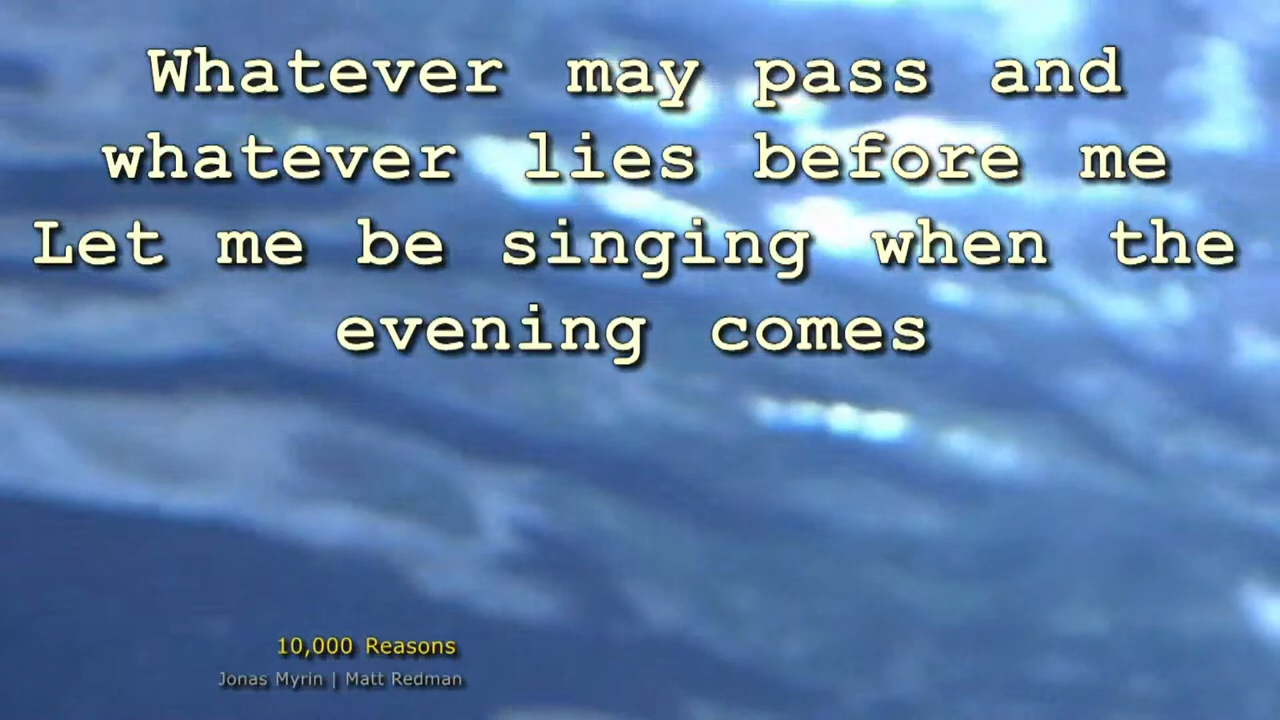 Whatever may pass and
whatever lies before me
Let me be singing when the
evening comes
10,000 Reasons
Jonas Myrin | Matt Redman